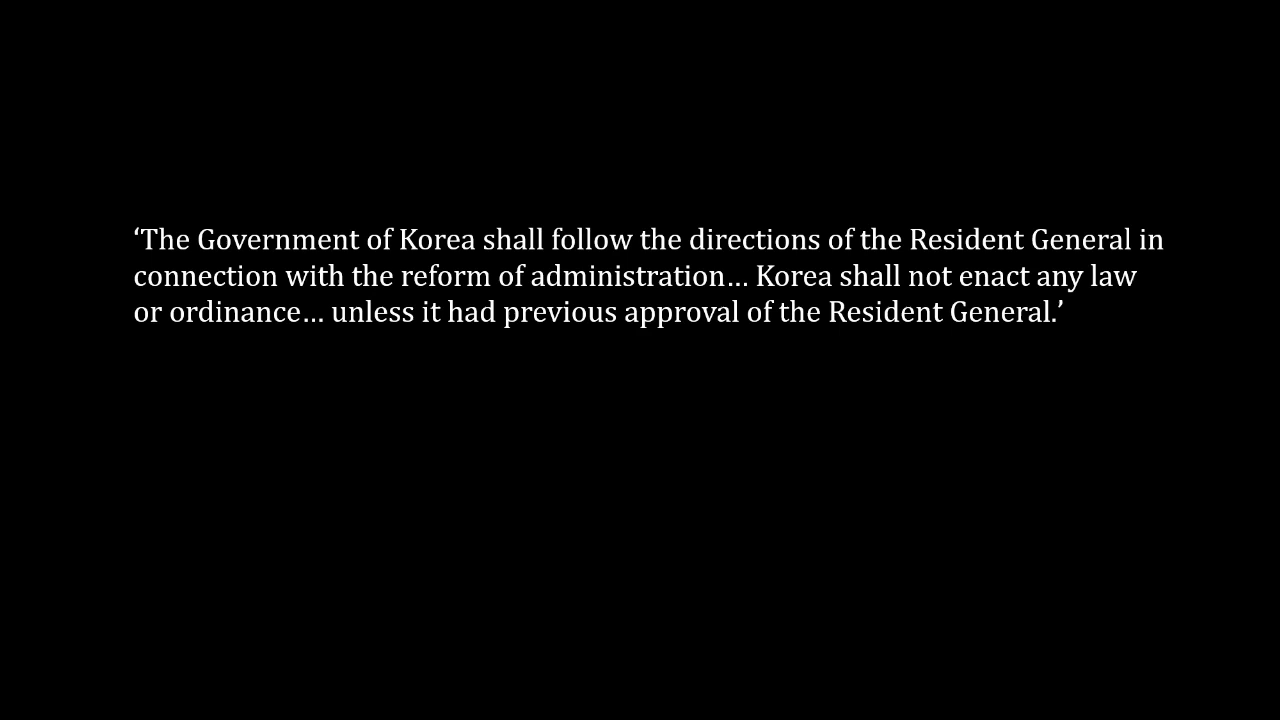 ‘The Government of Korea shall follow the directions of the Resident General in
connection with the reform of administration… Korea shall not enact any law
or ordinance… unless it had previous approval of the Resident General.’